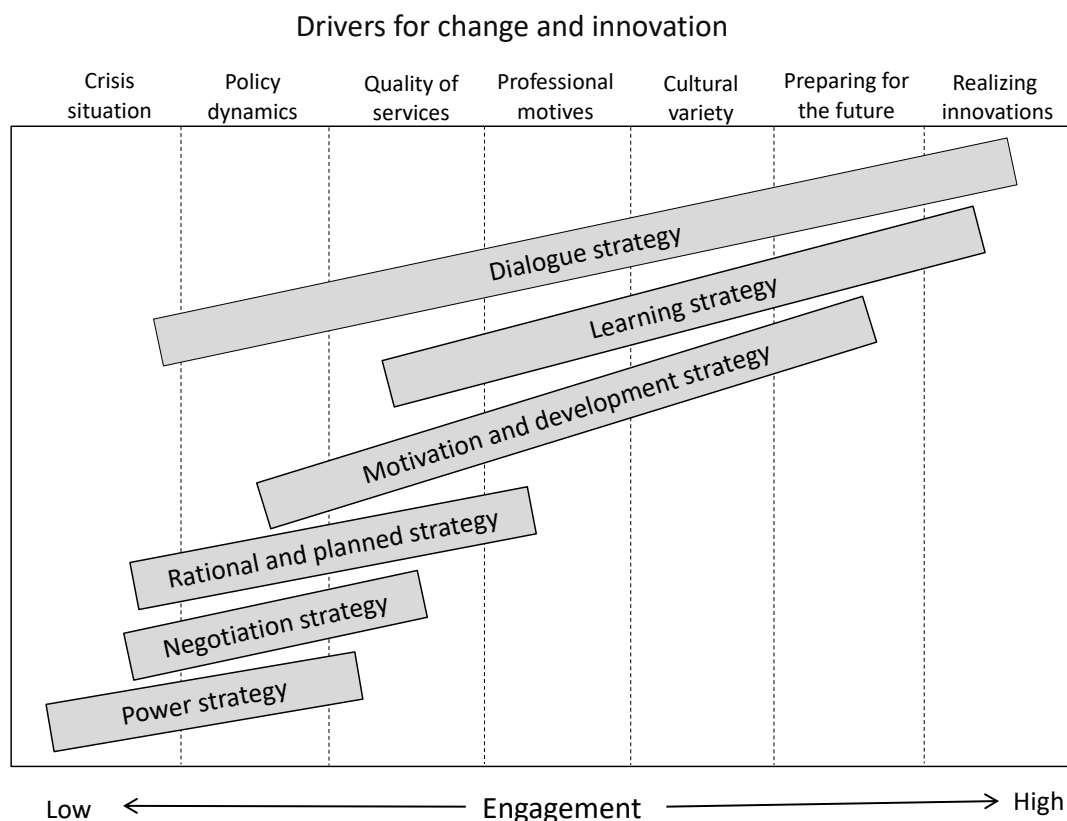 Drivers for change and innovation
Crisis
situation
Policy
dynamics
Quality of
services
Professional
motives
Cultural
variety
Preparing for
the future
Realizing
innovations
Dialogue strategy
Learning strategy
Motivation and development strategy
Rational and planned strategy
Negotiation strategy
Power strategy
Low
Engagement
High